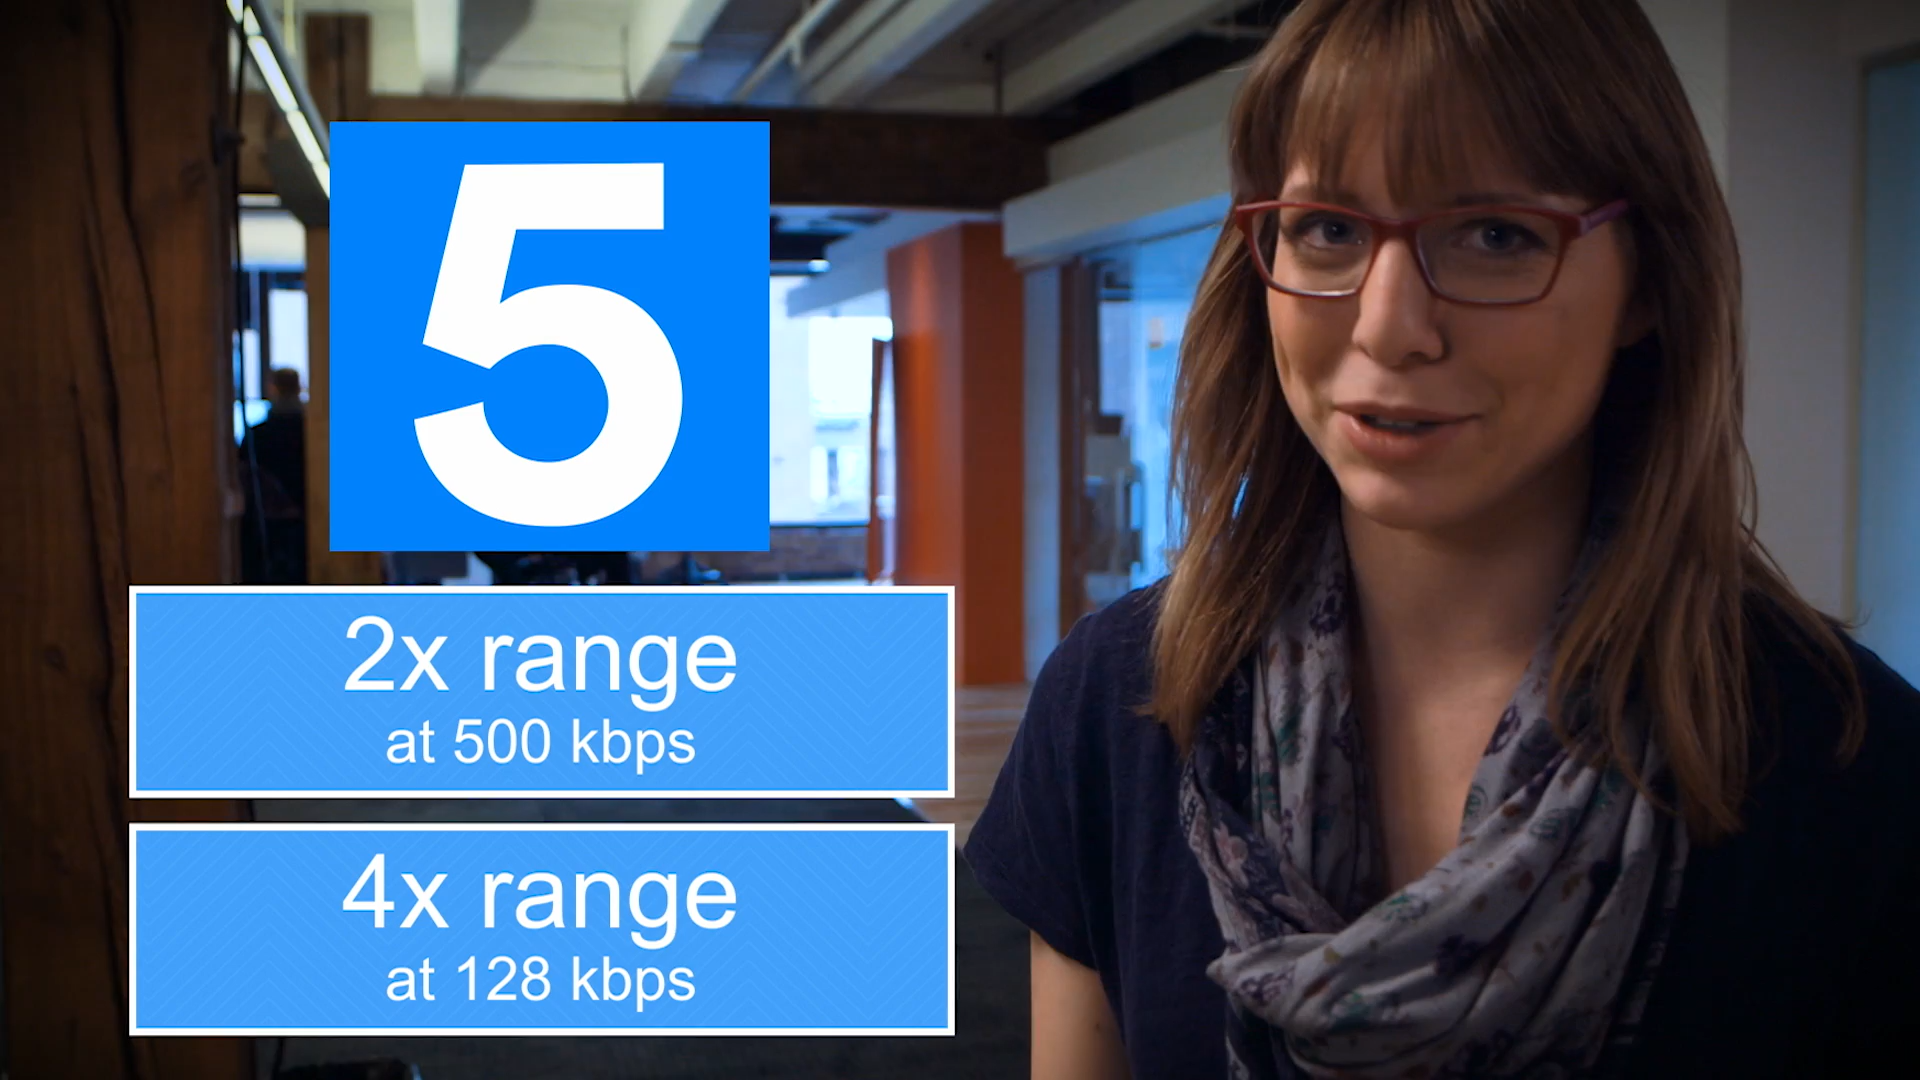 5
2x range
at 500 kbps
4x range
at 128 kbps